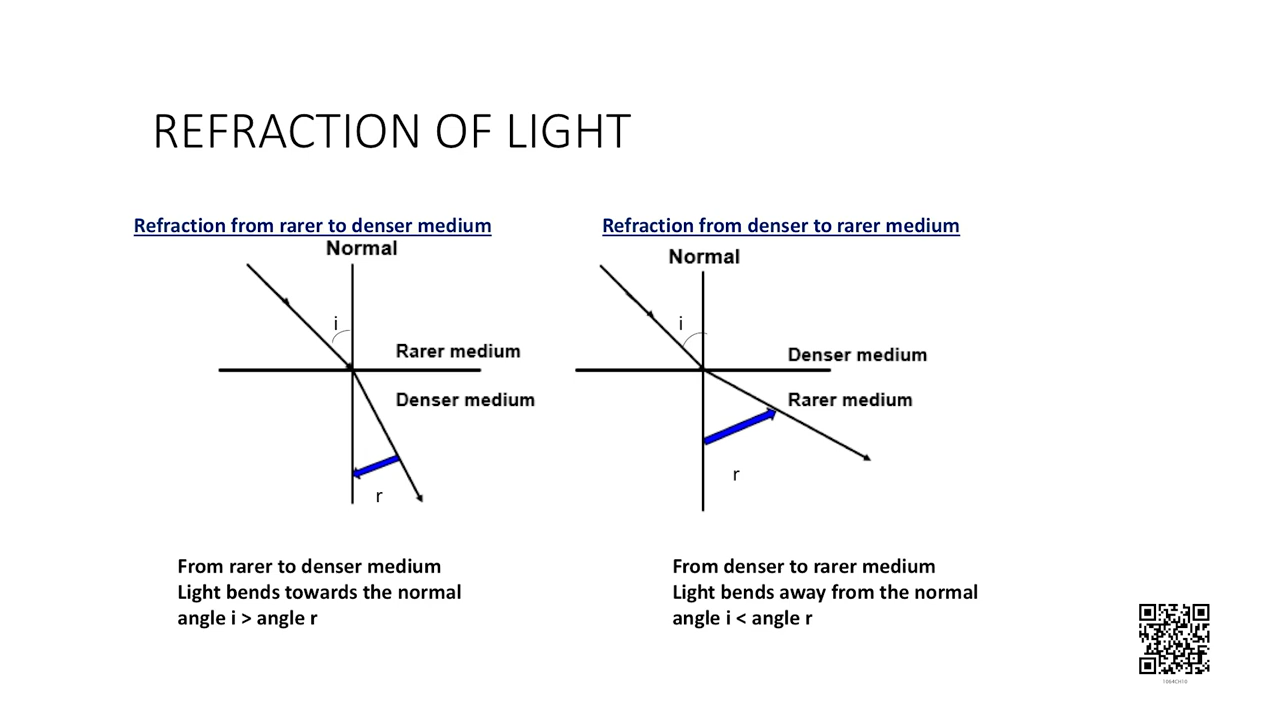 REFRACTION OF LIGHT
Refraction from rarer to denser medium
Normal
i
Rarer medium
Denser medium
r
From rarer to denser medium
Light bends towards the normal
angle i > angle r
Refraction from denser to rarer medium
Normal
i
Denser medium
Rarer medium
r
From denser to rarer medium
Light bends away from the normal
angle i < angle r
1064CH10